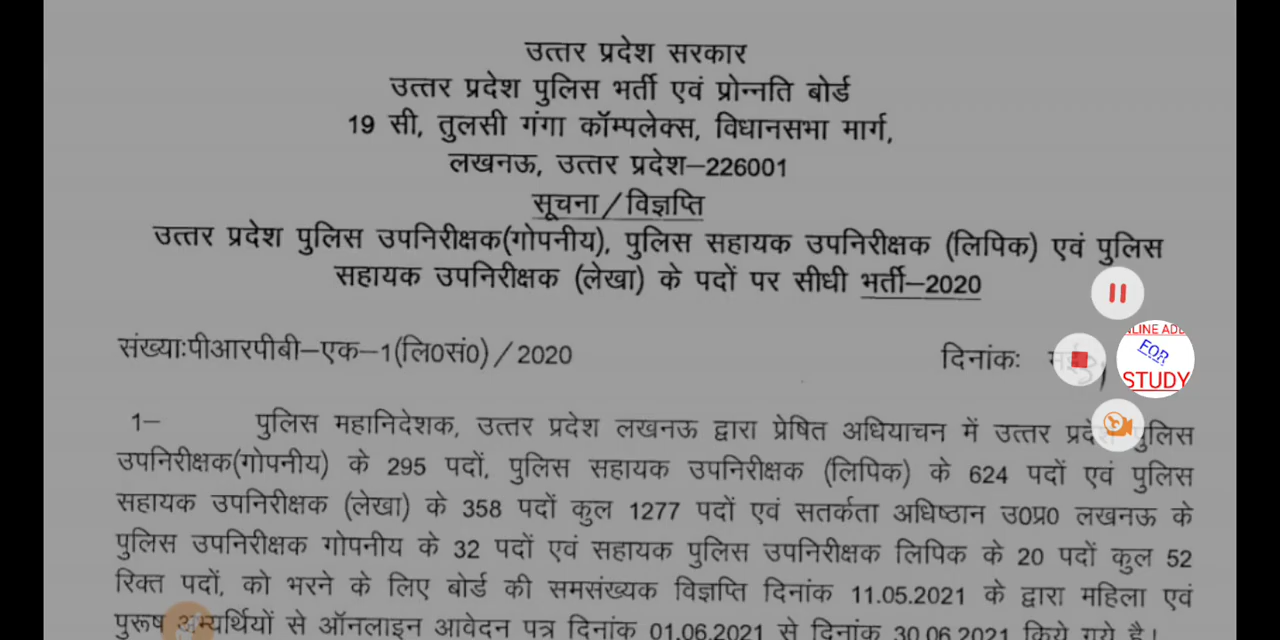 उत्तर प्रदेश सरकार
उत्तर प्रदेश पुलिस भर्ती एवं प्रोन्नति बोर्ड
19 सी, तुलसी गंगा कॉम्पलेक्स, विधानसभा मार्ग,
लखनऊ, उत्तर प्रदेश–226001
सूचना/विज्ञप्ति
उत्तर प्रदेश पुलिस उपनिरीक्षक(गोपनीय), पुलिस सहायक उपनिरीक्षक (लिपिक) एवं पुलिस
सहायक उपनिरीक्षक (लेखा) के पदों पर सीधी भर्ती–2020
संख्याःपीआरपीबी–एक–1(लि0सं0)/2020
दिनांकः
NLINE ADD
FOR
STUDY
1– पुलिस महानिदेशक, उत्तर प्रदेश लखनऊ द्वारा प्रेषित अधियाचन में उत्तर प्रदेश पुलिस
उपनिरीक्षक(गोपनीय) के 295 पदों, पुलिस सहायक उपनिरीक्षक (लिपिक) के 624 पदों एवं पुलिस
सहायक उपनिरीक्षक (लेखा) के 358 पदों कुल 1277 पदों एवं सतर्कता अधिष्ठान उ0प्र0 लखनऊ के
पुलिस उपनिरीक्षक गोपनीय के 32 पदों एवं सहायक पुलिस उपनिरीक्षक लिपिक के 20 पदों कुल 52
रिक्त पदों, को भरने के लिए बोर्ड की समसंख्यक विज्ञप्ति दिनांक 11.05.2021 के द्वारा महिला एवं
पुरूष अभ्यर्थियों से ऑनलाइन आवेदन पत्र दिनांक 01.06.2021 से दिनांक 30.06.2021 किये गये है।